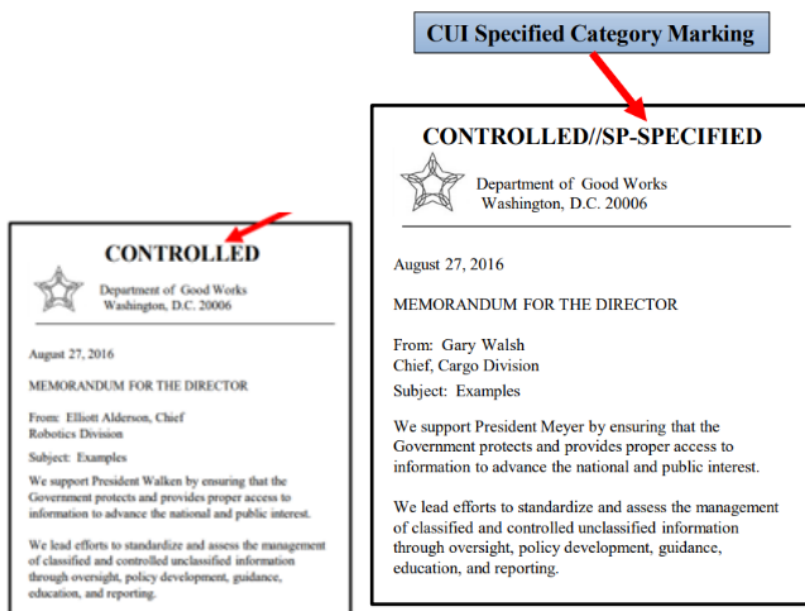 CUI Specified Category Marking
CONTROLLED
Department of Good Works
Washington, D.C. 20006
August 27, 2016
MEMORANDUM FOR THE DIRECTOR
From: Elliott Alderson, Chief
Robotics Division
Subject: Examples
We support President Walken by ensuring that the
Government protects and provides proper access to
information to advance the national and public interest.
We lead efforts to standardize and assess the management
of classified and controlled unclassified information
through oversight, policy development, guidance,
education, and reporting.
CONTROLLED//SP-SPECIFIED
Department of Good Works
Washington, D.C. 20006
August 27, 2016
MEMORANDUM FOR THE DIRECTOR
From: Gary Walsh
Chief, Cargo Division
Subject: Examples
We support President Meyer by ensuring that the
Government protects and provides proper access to
information to advance the national and public interest.
We lead efforts to standardize and assess the management
of classified and controlled unclassified information
through oversight, policy development, guidance,
education, and reporting.